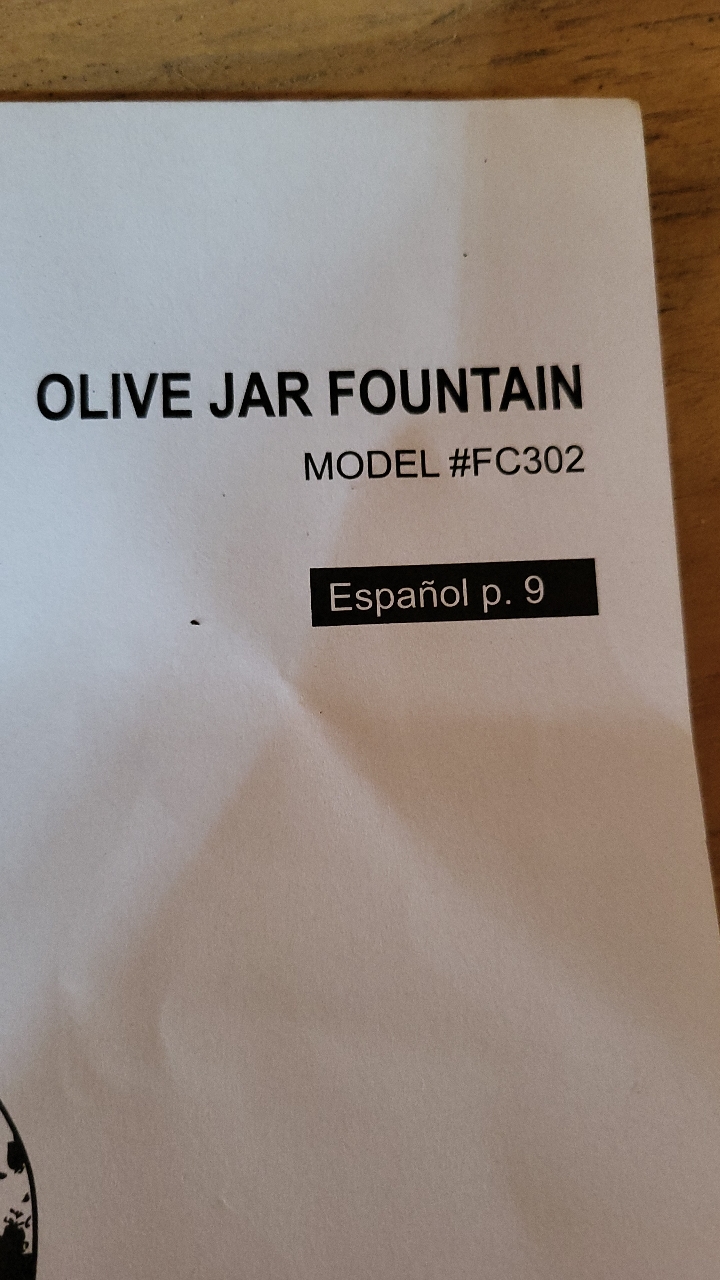 OLIVE JAR FOUNTAIN
MODEL #FC302
Español p. 9